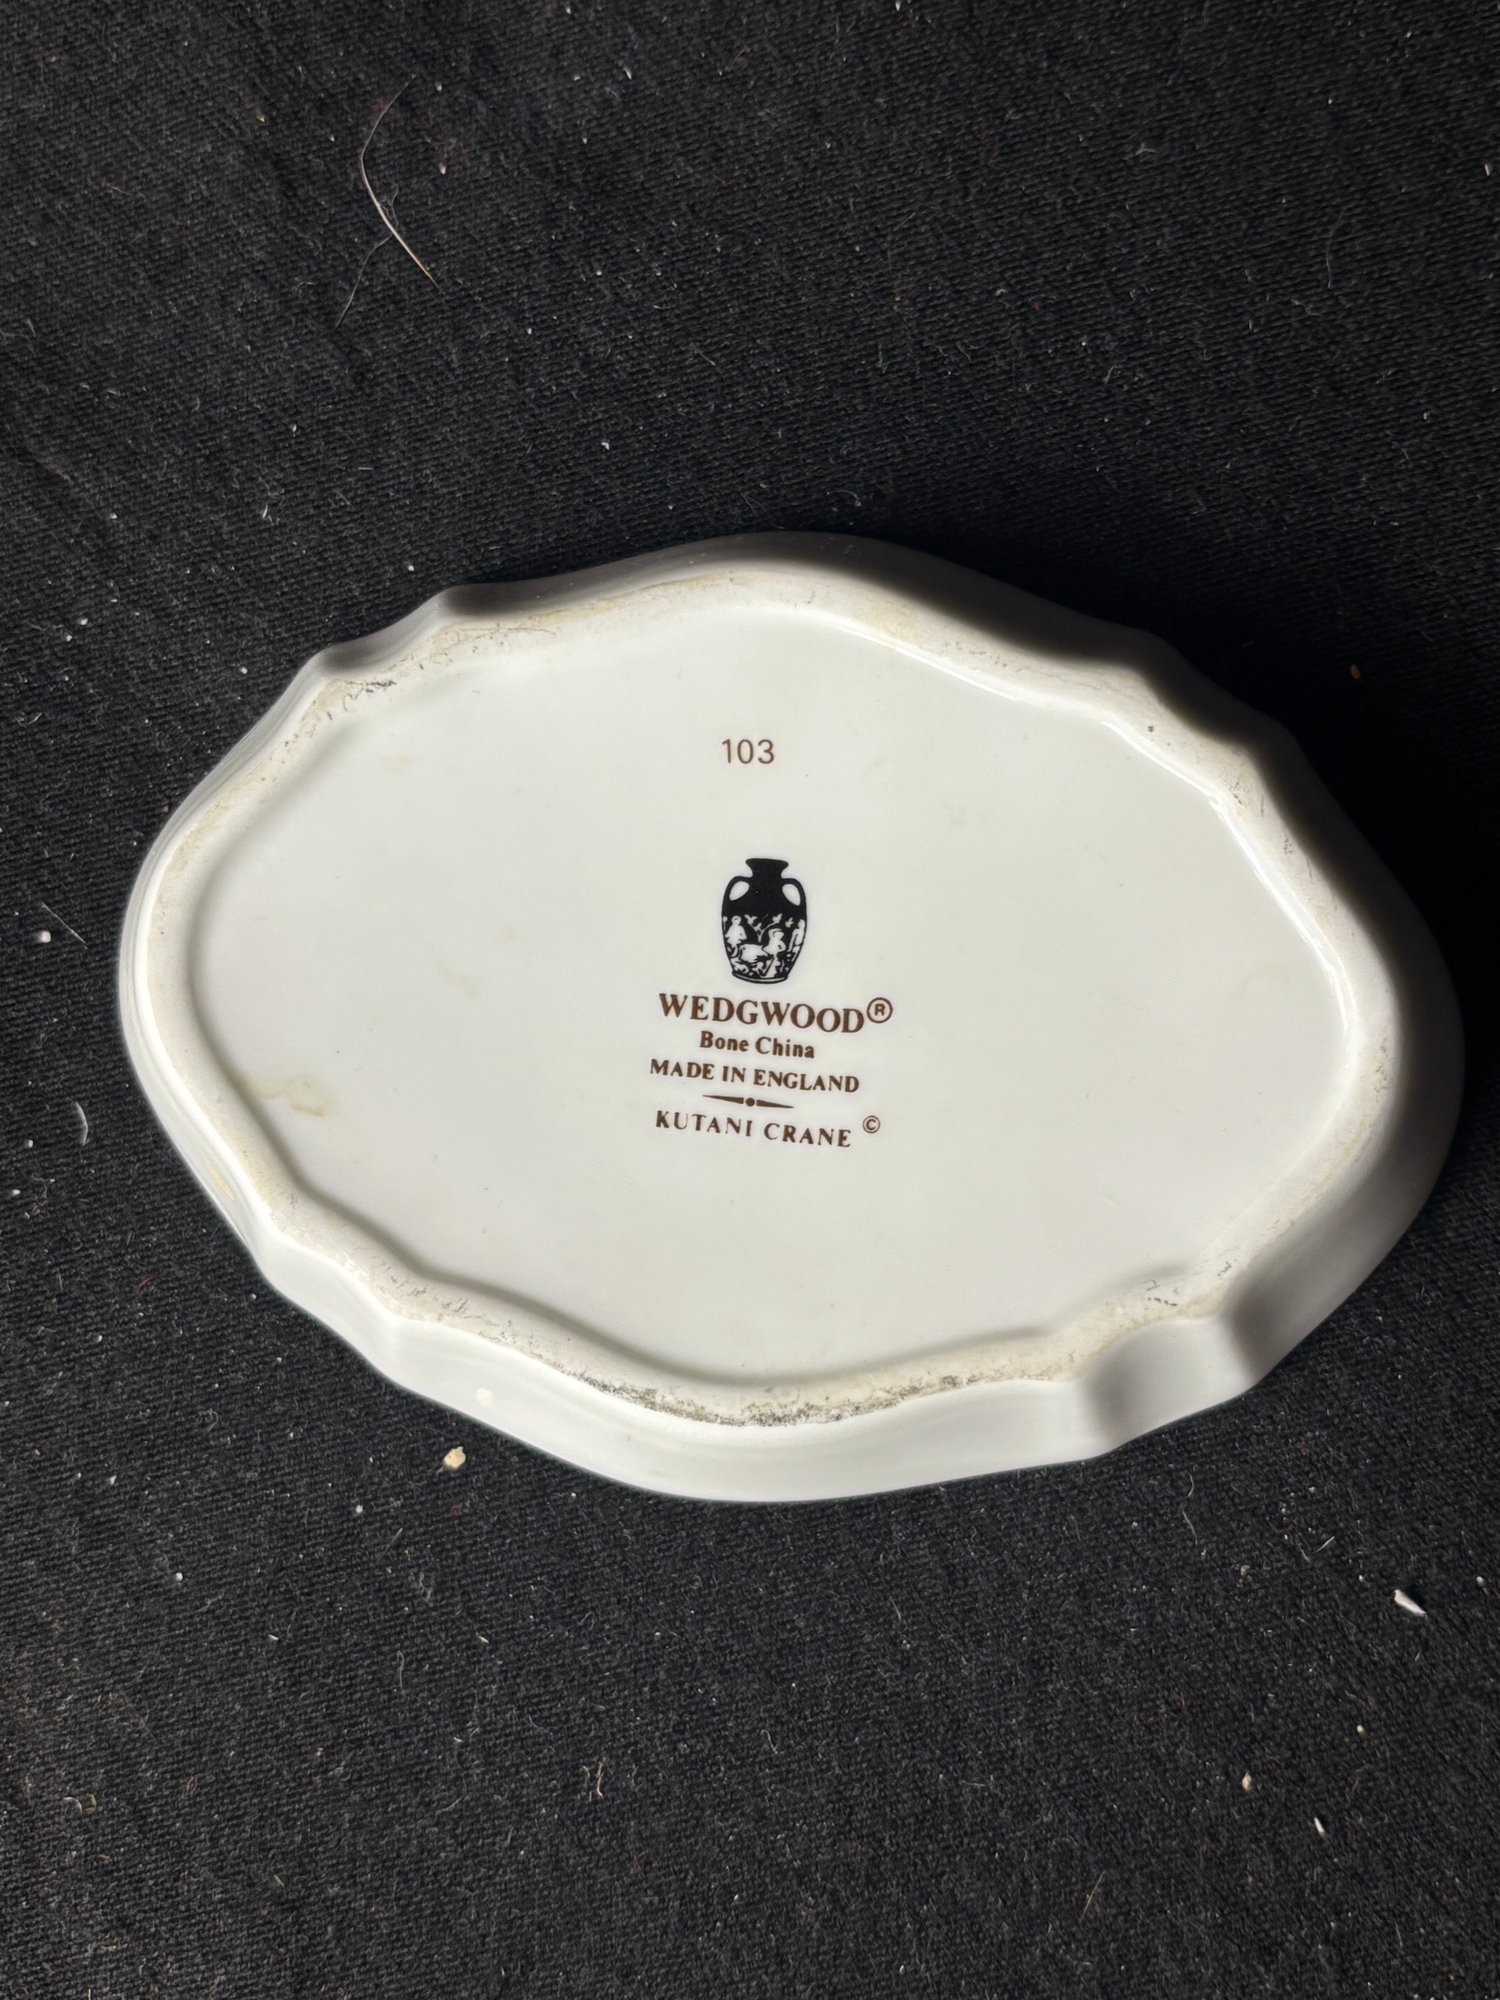 103
WEDGWOOD®
Bone China
MADE IN ENGLAND
KUTANI CRANE ©